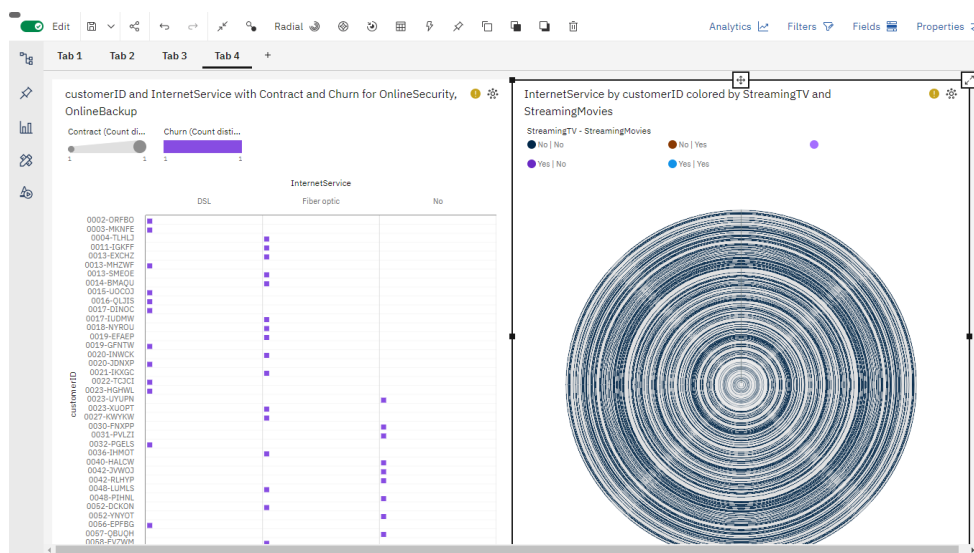 Edit
Radial
Analytics
Filters
Fields
Properties
Tab 1
Tab 2
Tab 3
Tab 4
+
customerID and InternetService with Contract and Churn for OnlineSecurity,
OnlineBackup
Contract (Count di...
Churn (Count disti...
1 1 1 1
InternetService
DSL
Fiber optic
No
customerID
0002-ORFBO
0003-MKNFE
0004-TLHLJ
0011-IGKFF
0013-EXCHZ
0013-MHZWF
0013-SMEOE
0014-BMAQU
0015-UOCOJ
0016-QLJIS
0017-DINOC
0017-IUDMW
0018-NYROU
0019-EFAEP
0019-GFNTW
0020-INWCK
0020-JDNXP
0021-IKXGC
0022-TCJCI
0023-HGHWL
0023-UYUPN
0023-XUOPT
0027-KWYKW
0030-FNXPP
0031-PVLZI
0032-PGELS
0036-IHMOT
0040-HALCW
0042-JVWOJ
0042-RLHYP
0048-LUMLS
0048-PIHNL
0052-DCKON
0052-YNYOT
0056-EPFBG
0057-QBUQH
0058-EVZWM
InternetService by customerID colored by StreamingTV and
StreamingMovies
StreamingTV - StreamingMovies
No | No
No | Yes
Yes | No
Yes | Yes